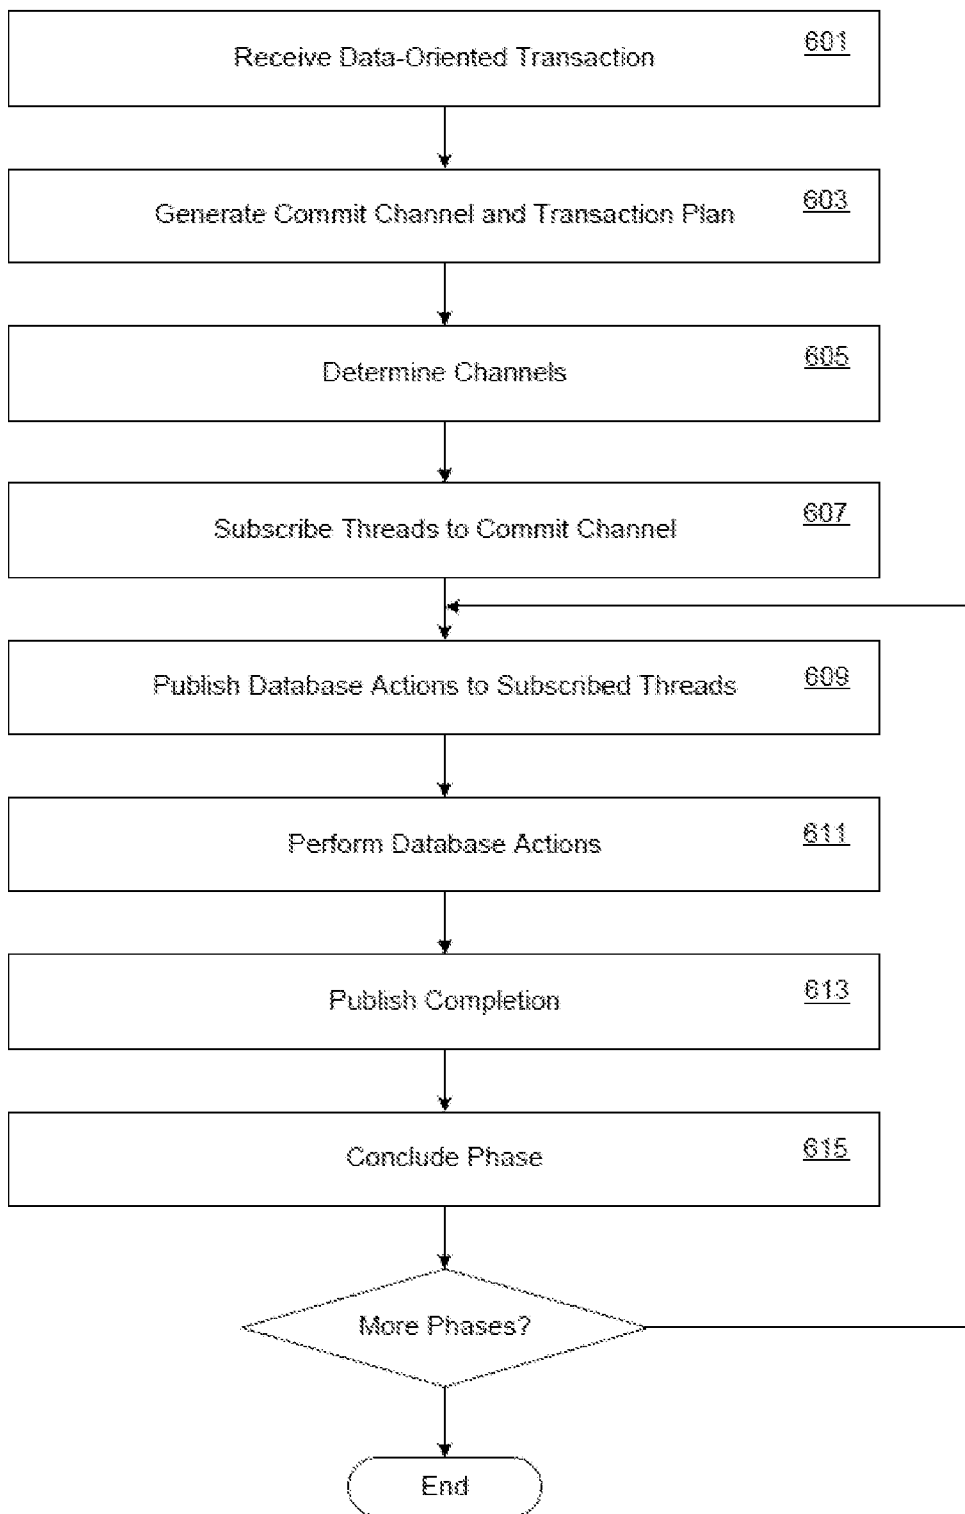 Receive Data-Oriented Transaction 601
Generate Commit Channel and Transaction Plan 603
Determine Channels 605
Subscribe Threads to Commit Channel 607
Publish Database Actions to Subscribed Threads 609
Perform Database Actions 611
Publish Completion 613
Conclude Phase 615
More Phases?
End